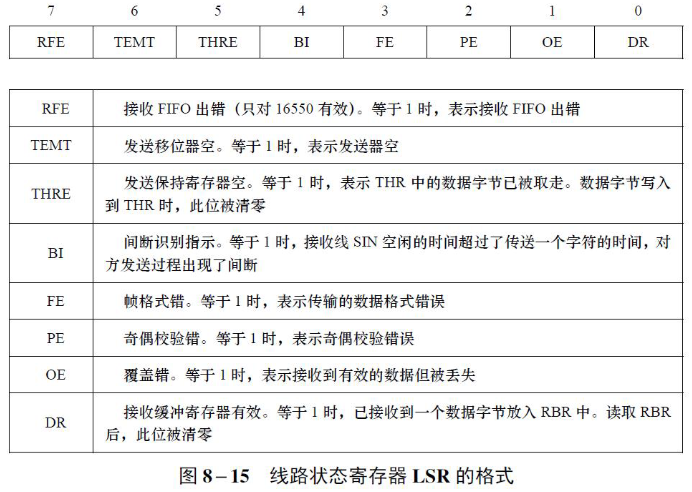 7 6 5 4 3 2 1 0
RFE TEMT THRE BI FE PE OE DR
RFE 接收 FIFO 出错（只对 16550 有效）。等于 1 时，表示接收 FIFO 出错
TEMT 发送移位器空。等于 1 时，表示发送器空
THRE 发送保持寄存器空。等于 1 时，表示 THR 中的数据字节已被取走。数据字节写入
到 THR 时，此位被清零
BI 间断识别指示。等于 1 时，接收线 SIN 空闲的时间超过了传送一个字符的时间，对
方发送过程出现了间断
FE 帧格式错。等于 1 时，表示传输的数据格式错误
PE 奇偶校验错。等于 1 时，表示奇偶校验错误
OE 覆盖错。等于 1 时，表示接收到有效的数据但被丢失
DR 接收缓冲寄存器有效。等于 1 时，已接收到一个数据字节放入 RBR 中。读取 RBR
后，此位被清零
图 8－15 线路状态寄存器 LSR 的格式